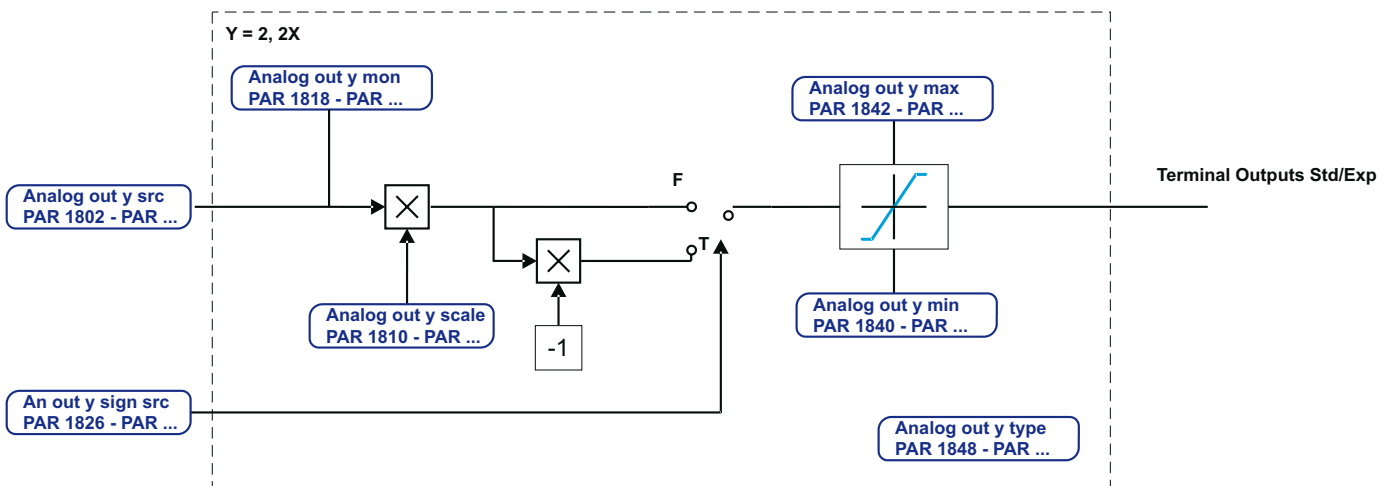 Y = 2, 2X
Analog out y mon
PAR 1818 - PAR ...
Analog out y max
PAR 1842 - PAR ...
Terminal Outputs Std/Exp
F
Analog out y src
PAR 1802 - PAR ...
T
Analog out y scale
PAR 1810 - PAR ...
-1
Analog out y min
PAR 1840 - PAR ...
An out y sign src
PAR 1826 - PAR ...
Analog out y type
PAR 1848 - PAR ...